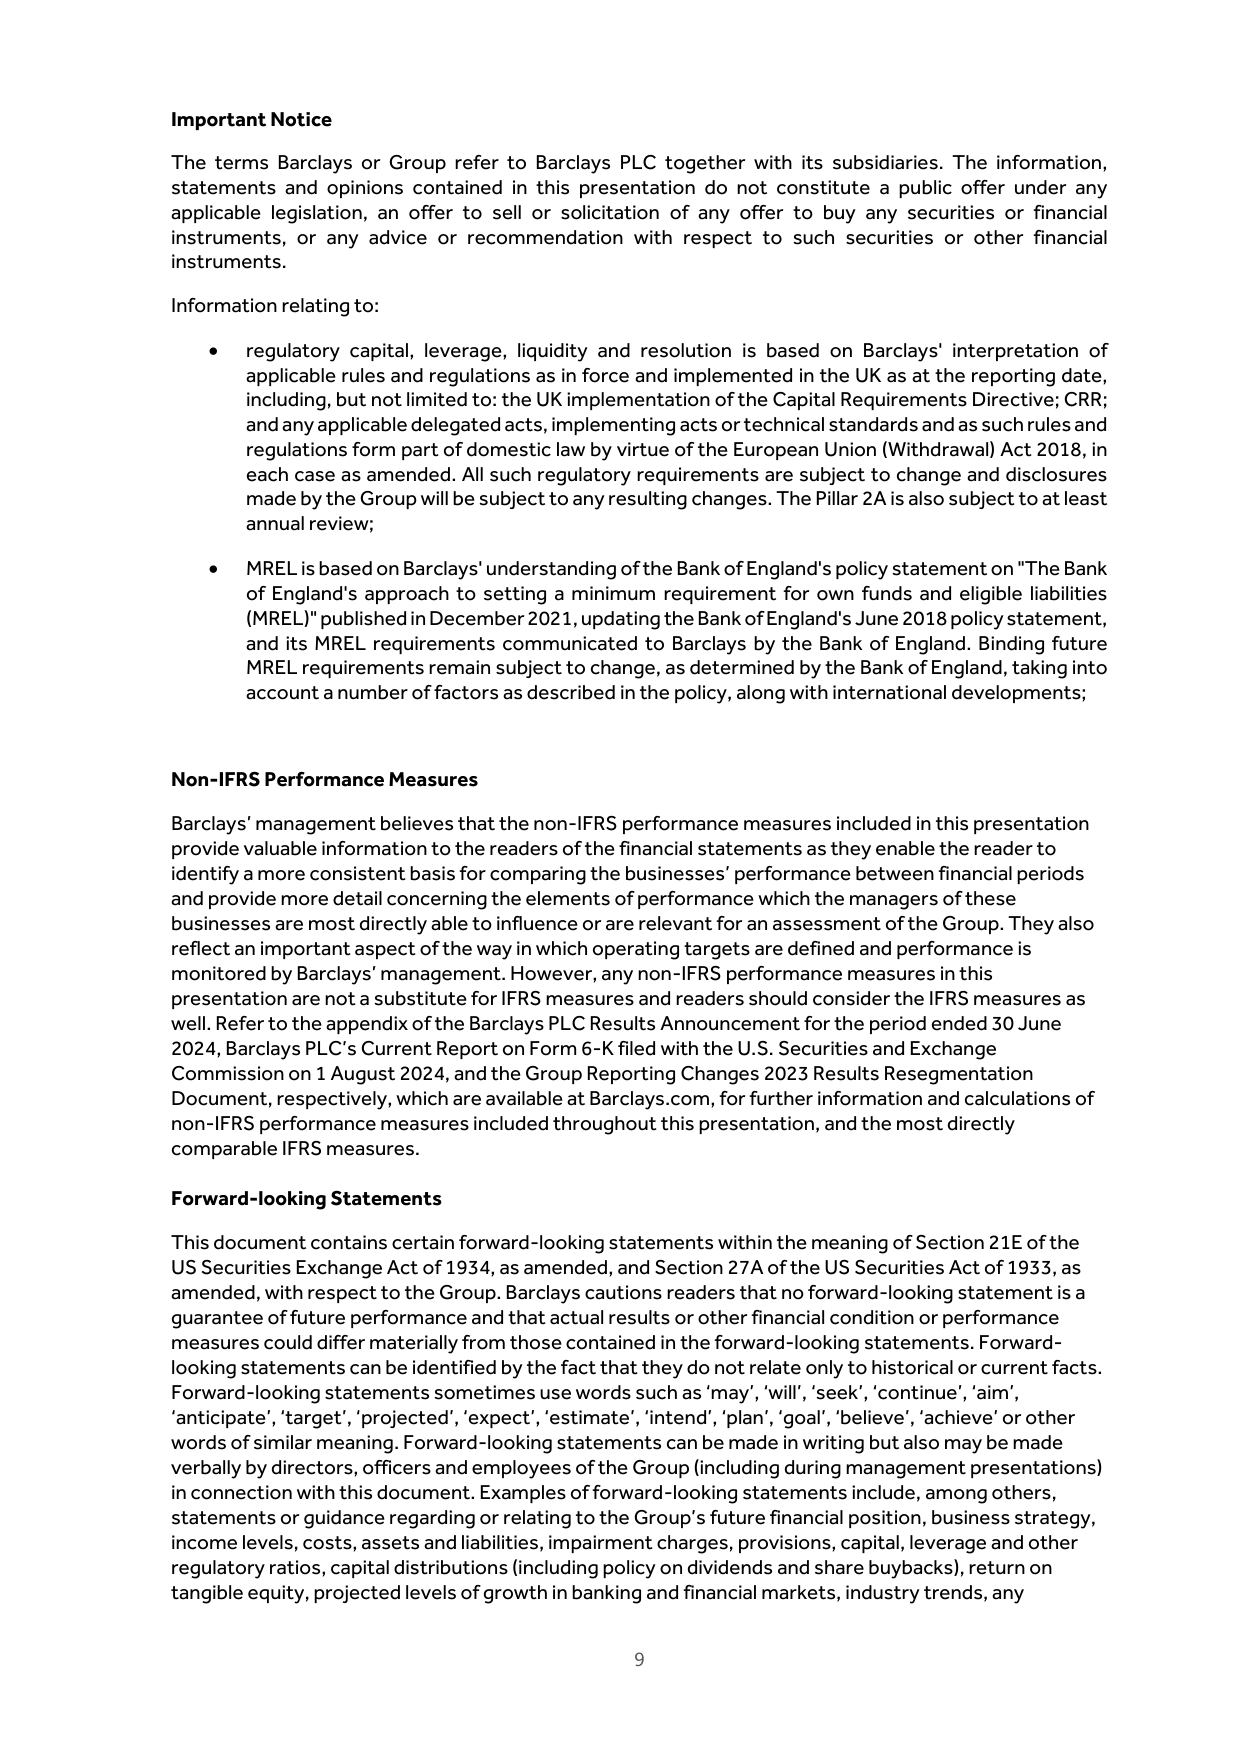 Important Notice
The terms Barclays or Group refer to Barclays PLC together with its subsidiaries. The information,
statements and opinions contained in this presentation do not constitute a public offer under any
applicable legislation, an offer to sell or solicitation of any offer to buy any securities or financial
instruments, or any advice or recommendation with respect to such securities or other financial
instruments.
Information relating to:
• regulatory capital, leverage, liquidity and resolution is based on Barclays' interpretation of
applicable rules and regulations as in force and implemented in the UK as at the reporting date,
including, but not limited to: the UK implementation of the Capital Requirements Directive; CRR;
and any applicable delegated acts, implementing acts or technical standards and as such rules and
regulations form part of domestic law by virtue of the European Union (Withdrawal) Act 2018, in
each case as amended. All such regulatory requirements are subject to change and disclosures
made by the Group will be subject to any resulting changes. The Pillar 2A is also subject to at least
annual review;
• MREL is based on Barclays' understanding of the Bank of England's policy statement on "The Bank
of England's approach to setting a minimum requirement for own funds and eligible liabilities
(MREL)" published in December 2021, updating the Bank of England's June 2018 policy statement,
and its MREL requirements communicated to Barclays by the Bank of England. Binding future
MREL requirements remain subject to change, as determined by the Bank of England, taking into
account a number of factors as described in the policy, along with international developments;
Non-IFRS Performance Measures
Barclays’ management believes that the non-IFRS performance measures included in this presentation
provide valuable information to the readers of the financial statements as they enable the reader to
identify a more consistent basis for comparing the businesses’ performance between financial periods
and provide more detail concerning the elements of performance which the managers of these
businesses are most directly able to influence or are relevant for an assessment of the Group. They also
reflect an important aspect of the way in which operating targets are defined and performance is
monitored by Barclays’ management. However, any non-IFRS performance measures in this
presentation are not a substitute for IFRS measures and readers should consider the IFRS measures as
well. Refer to the appendix of the Barclays PLC Results Announcement for the period ended 30 June
2024, Barclays PLC’s Current Report on Form 6-K filed with the U.S. Securities and Exchange
Commission on 1 August 2024, and the Group Reporting Changes 2023 Results Resegmentation
Document, respectively, which are available at Barclays.com, for further information and calculations of
non-IFRS performance measures included throughout this presentation, and the most directly
comparable IFRS measures.
Forward-looking Statements
This document contains certain forward-looking statements within the meaning of Section 21E of the
US Securities Exchange Act of 1934, as amended, and Section 27A of the US Securities Act of 1933, as
amended, with respect to the Group. Barclays cautions readers that no forward-looking statement is a
guarantee of future performance and that actual results or other financial condition or performance
measures could differ materially from those contained in the forward-looking statements. Forward-
looking statements can be identified by the fact that they do not relate only to historical or current facts.
Forward-looking statements sometimes use words such as ‘may’, ‘will’, ‘seek’, ‘continue’, ‘aim’,
‘anticipate’, ‘target’, ‘projected’, ‘expect’, ‘estimate’, ‘intend’, ‘plan’, ‘goal’, ‘believe’, ‘achieve’ or other
words of similar meaning. Forward-looking statements can be made in writing but also may be made
verbally by directors, officers and employees of the Group (including during management presentations)
in connection with this document. Examples of forward-looking statements include, among others,
statements or guidance regarding or relating to the Group’s future financial position, business strategy,
income levels, costs, assets and liabilities, impairment charges, provisions, capital, leverage and other
regulatory ratios, capital distributions (including policy on dividends and share buybacks), return on
tangible equity, projected levels of growth in banking and financial markets, industry trends, any
9